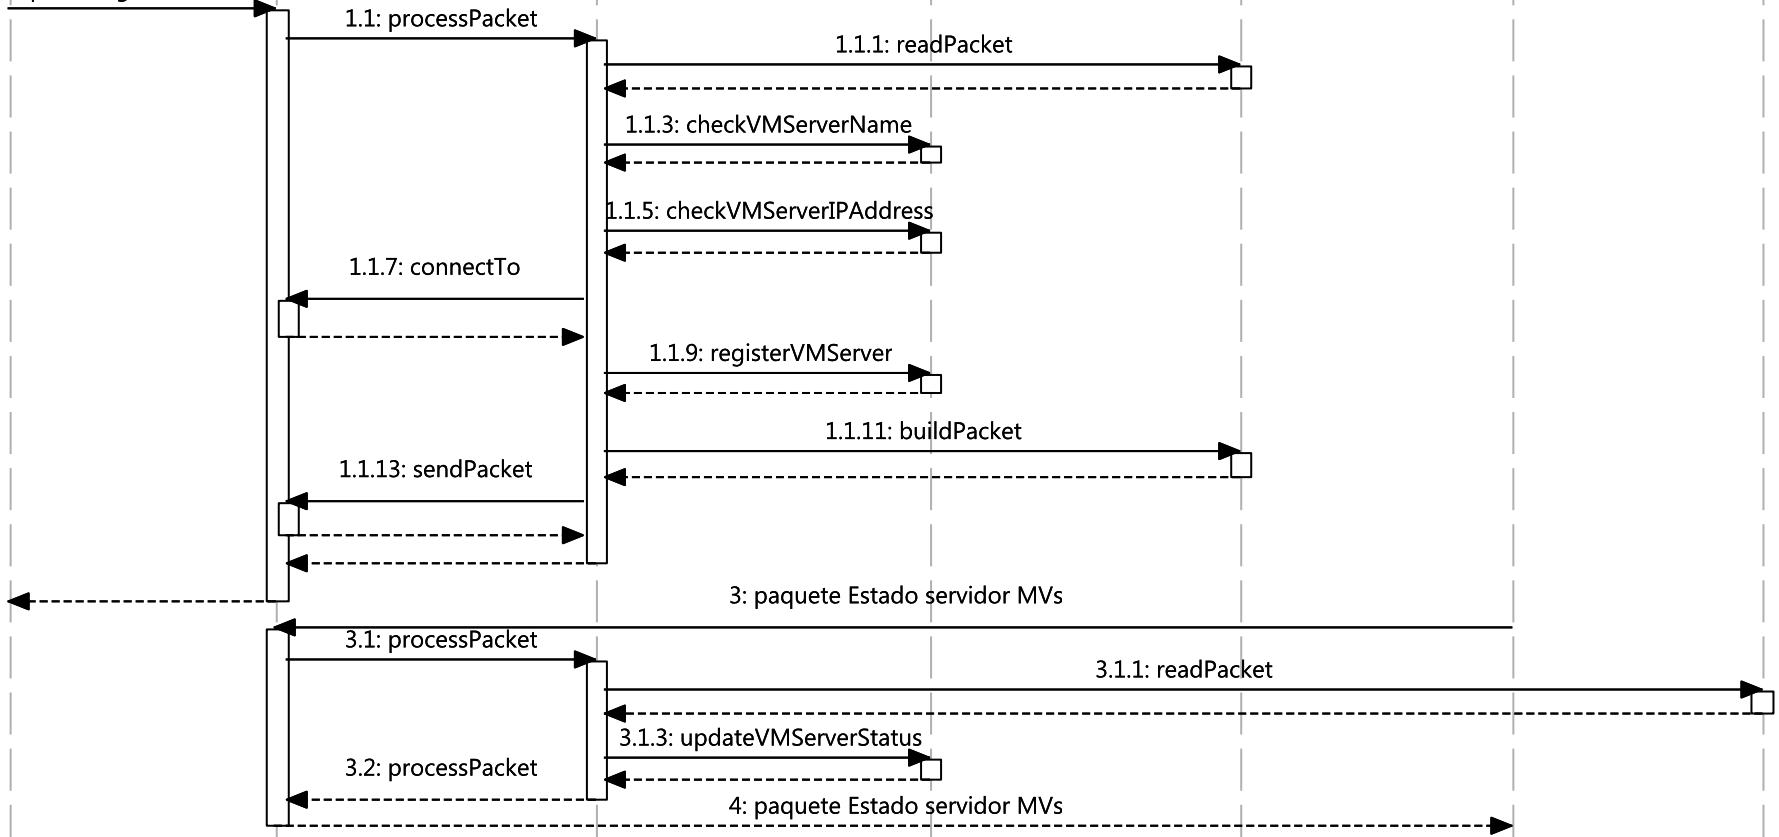 1.1: processPacket
1.1.1: readPacket
1.1.3: checkVMServerName
1.1.5: checkVMServerIPAddress
1.1.7: connectTo
1.1.9: registerVMServer
1.1.11: buildPacket
1.1.13: sendPacket
3: paquete Estado servidor MVs
3.1: processPacket
3.1.1: readPacket
3.1.3: updateVMServerStatus
3.2: processPacket
4: paquete Estado servidor MVs